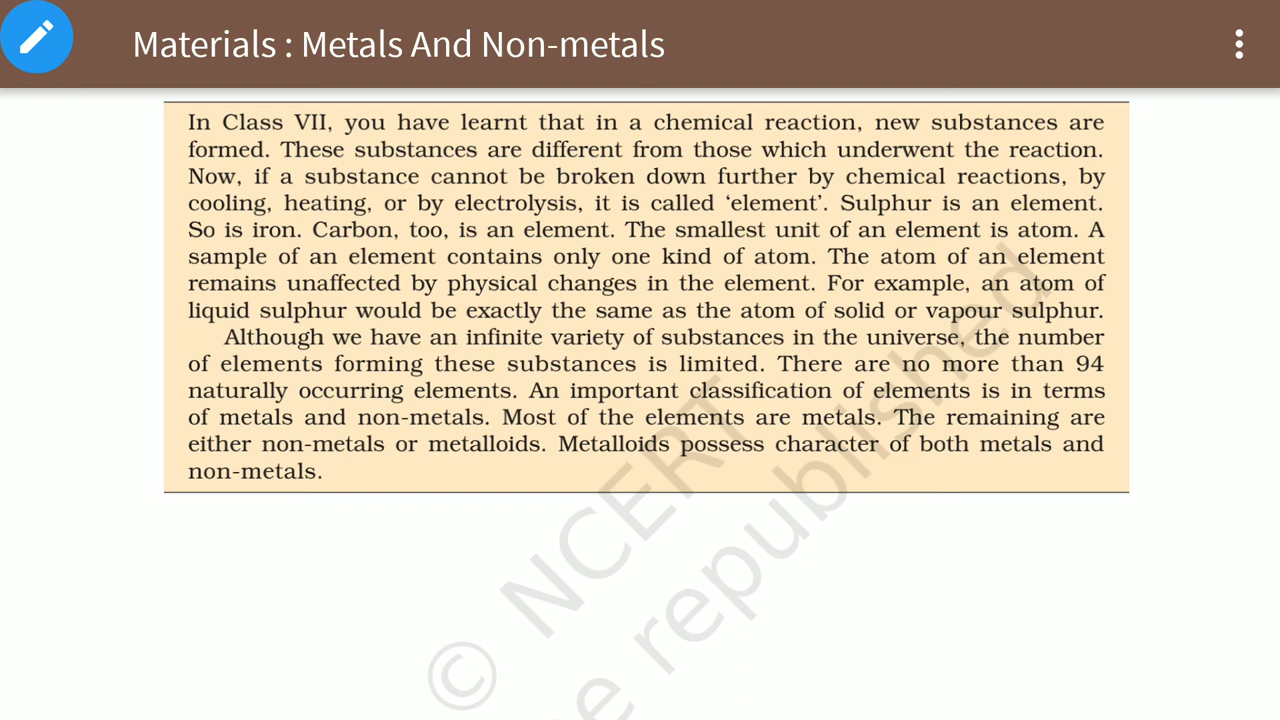 Materials : Metals And Non-metals
In Class VII, you have learnt that in a chemical reaction, new substances are
formed. These substances are different from those which underwent the reaction.
Now, if a substance cannot be broken down further by chemical reactions, by
cooling, heating, or by electrolysis, it is called ‘element’. Sulphur is an element.
So is iron. Carbon, too, is an element. The smallest unit of an element is atom. A
sample of an element contains only one kind of atom. The atom of an element
remains unaffected by physical changes in the element. For example, an atom of
liquid sulphur would be exactly the same as the atom of solid or vapour sulphur.
Although we have an infinite variety of substances in the universe, the number
of elements forming these substances is limited. There are no more than 94
naturally occurring elements. An important classification of elements is in terms
of metals and non-metals. Most of the elements are metals. The remaining are
either non-metals or metalloids. Metalloids possess character of both metals and
non-metals.
© NCERT
e republished